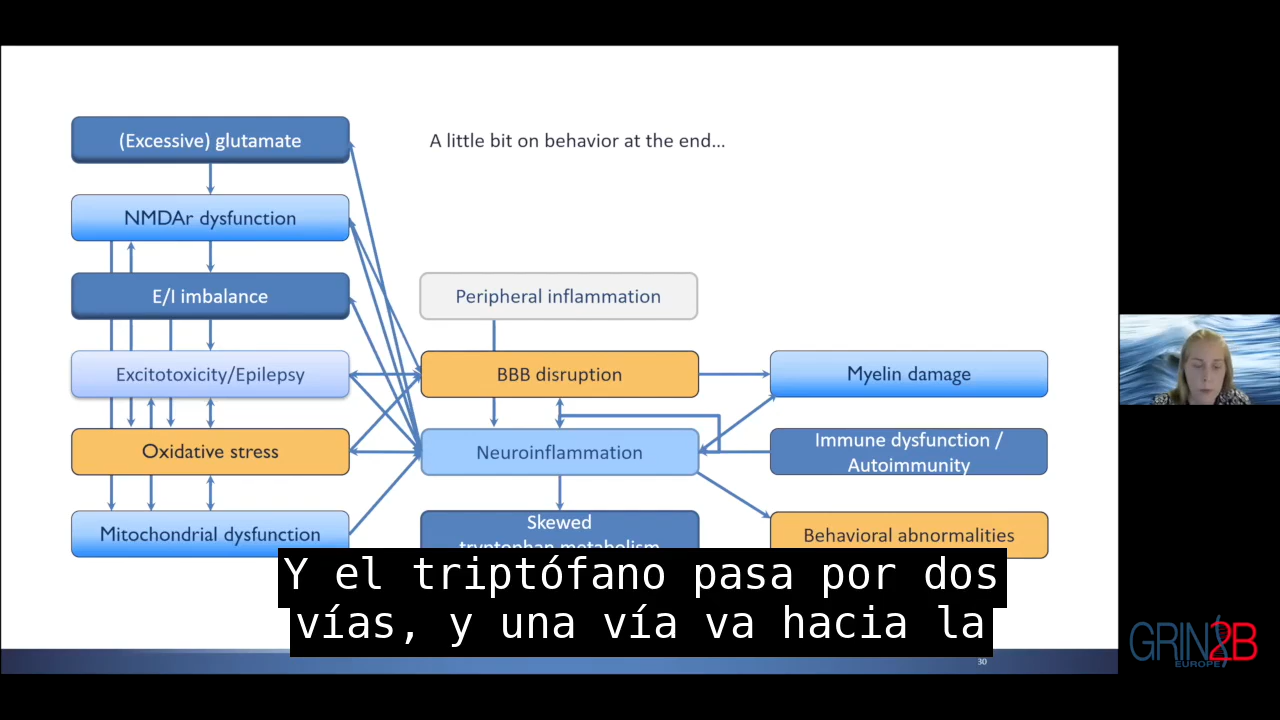 (Excessive) glutamate
A little bit on behavior at the end...
NMDAr dysfunction
E/I imbalance
Peripheral inflammation
Excitotoxicity/Epilepsy
BBB disruption
Myelin damage
Oxidative stress
Neuroinflammation
Immune dysfunction /
Autoimmunity
Mitochondrial dysfunction
Skewed
tryptophan metabolism
Behavioral abnormalities
Y el triptófano pasa por dos
vías, y una vía va hacia la
30
GRIN2B
EUROPE